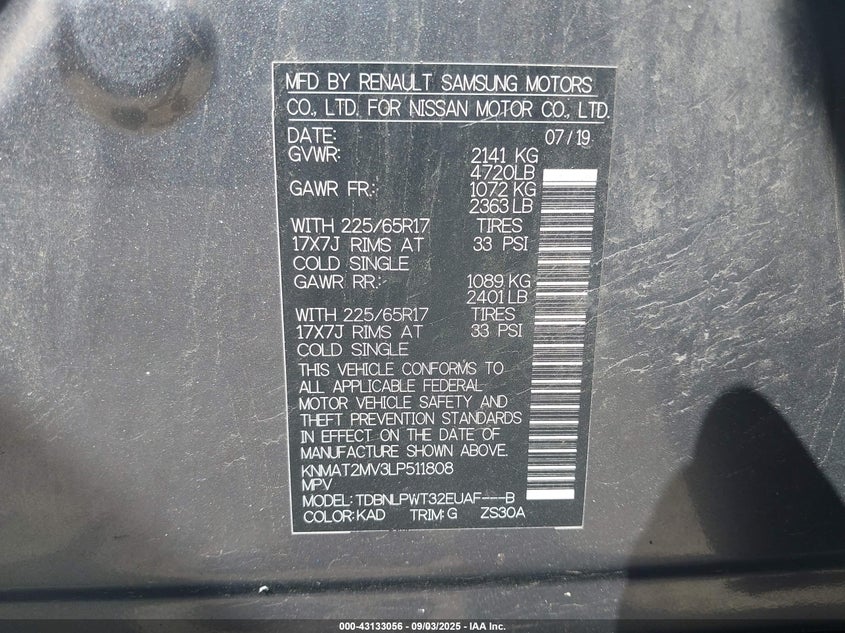 MFD BY RENAULT SAMSUNG MOTORS
CO., LTD. FOR NISSAN MOTOR CO., LTD.
DATE: 07/19
GVWR: 2141 KG
4720LB
GAWR FR: 1072 KG
2363LB
WITH 225/65R17 TIRES
17X7J RIMS AT 33 PSI
COLD SINGLE
GAWR RR: 1089 KG
2401LB
WITH 225/65R17 TIRES
17X7J RIMS AT 33 PSI
COLD SINGLE
THIS VEHICLE CONFORMS TO
ALL APPLICABLE FEDERAL
MOTOR VEHICLE SAFETY AND
THEFT PREVENTION STANDARDS
IN EFFECT ON THE DATE OF
MANUFACTURE SHOWN ABOVE.
KNMAT2MV3LP511808
MPV
MODEL: TDBNLPWT32EUAF---B
COLOR: KAD TRIM: G ZS30A
000-43133056 - 09/03/2025 - IAA Inc.